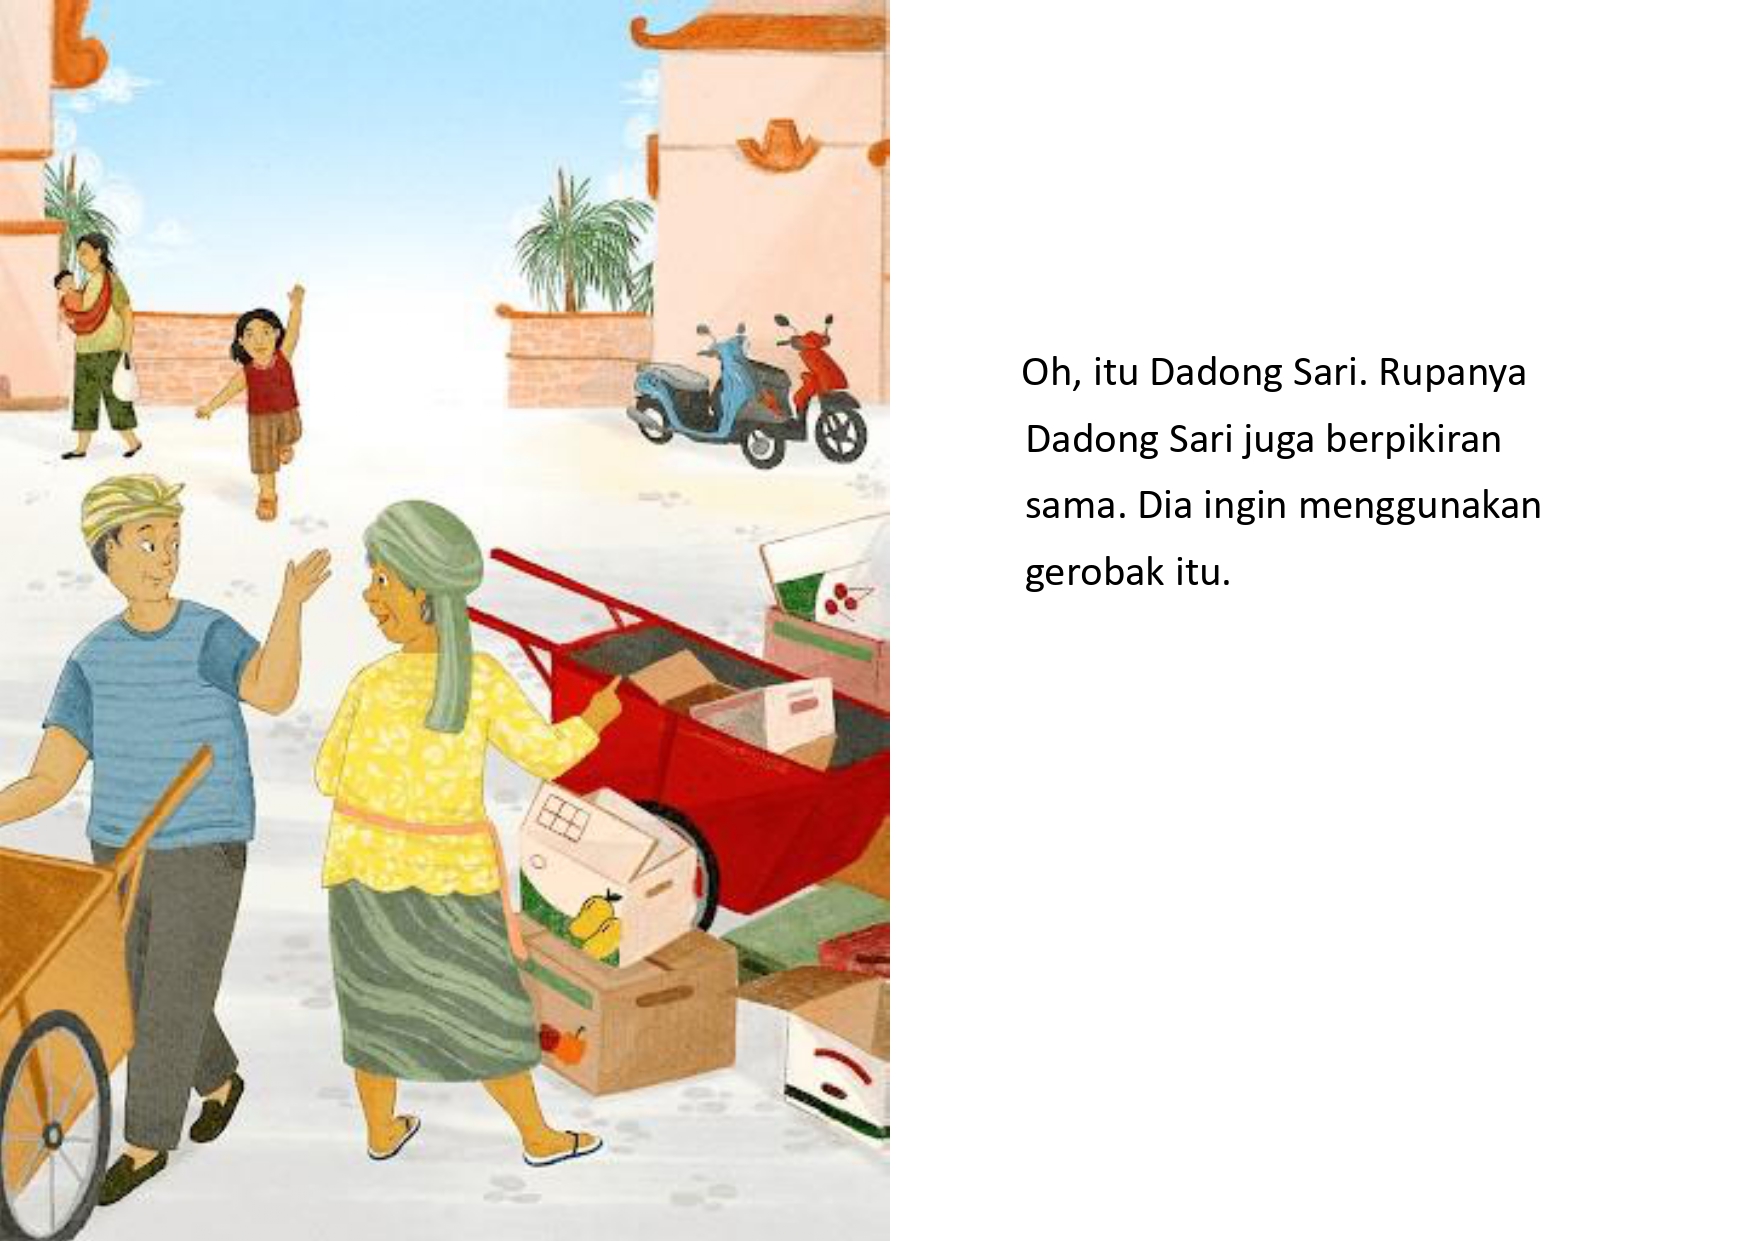 Oh, itu Dadong Sari. Rupanya
Dadong Sari juga berpikiran
sama. Dia ingin menggunakan
gerobak itu.